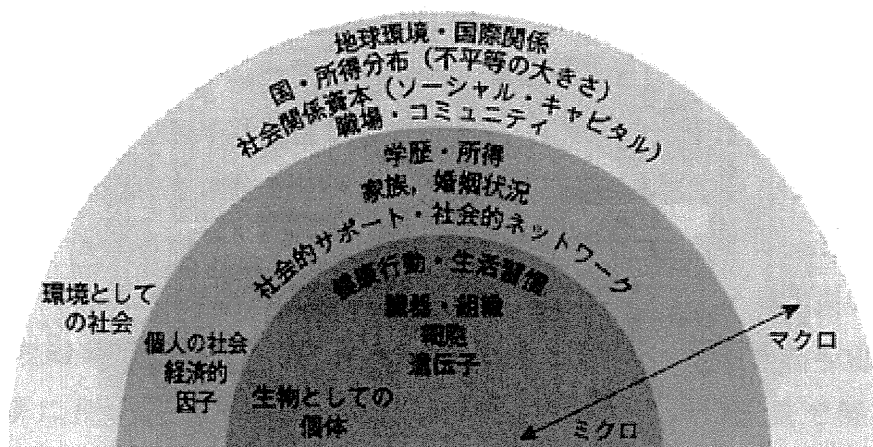 地球環境・国際関係
国・所得分布（不平等の大きさ）
社会関係資本（ソーシャル・キャピタル）
職場・コミュニティ
学歴・所得
家族，婚姻状況
社会的サポート・社会的ネットワーク
健康行動・生活習慣
臓器・組織
細胞
遺伝子
環境として
の社会
個人の社会
経済的
因子
生物としての
個体
マクロ
ミクロ